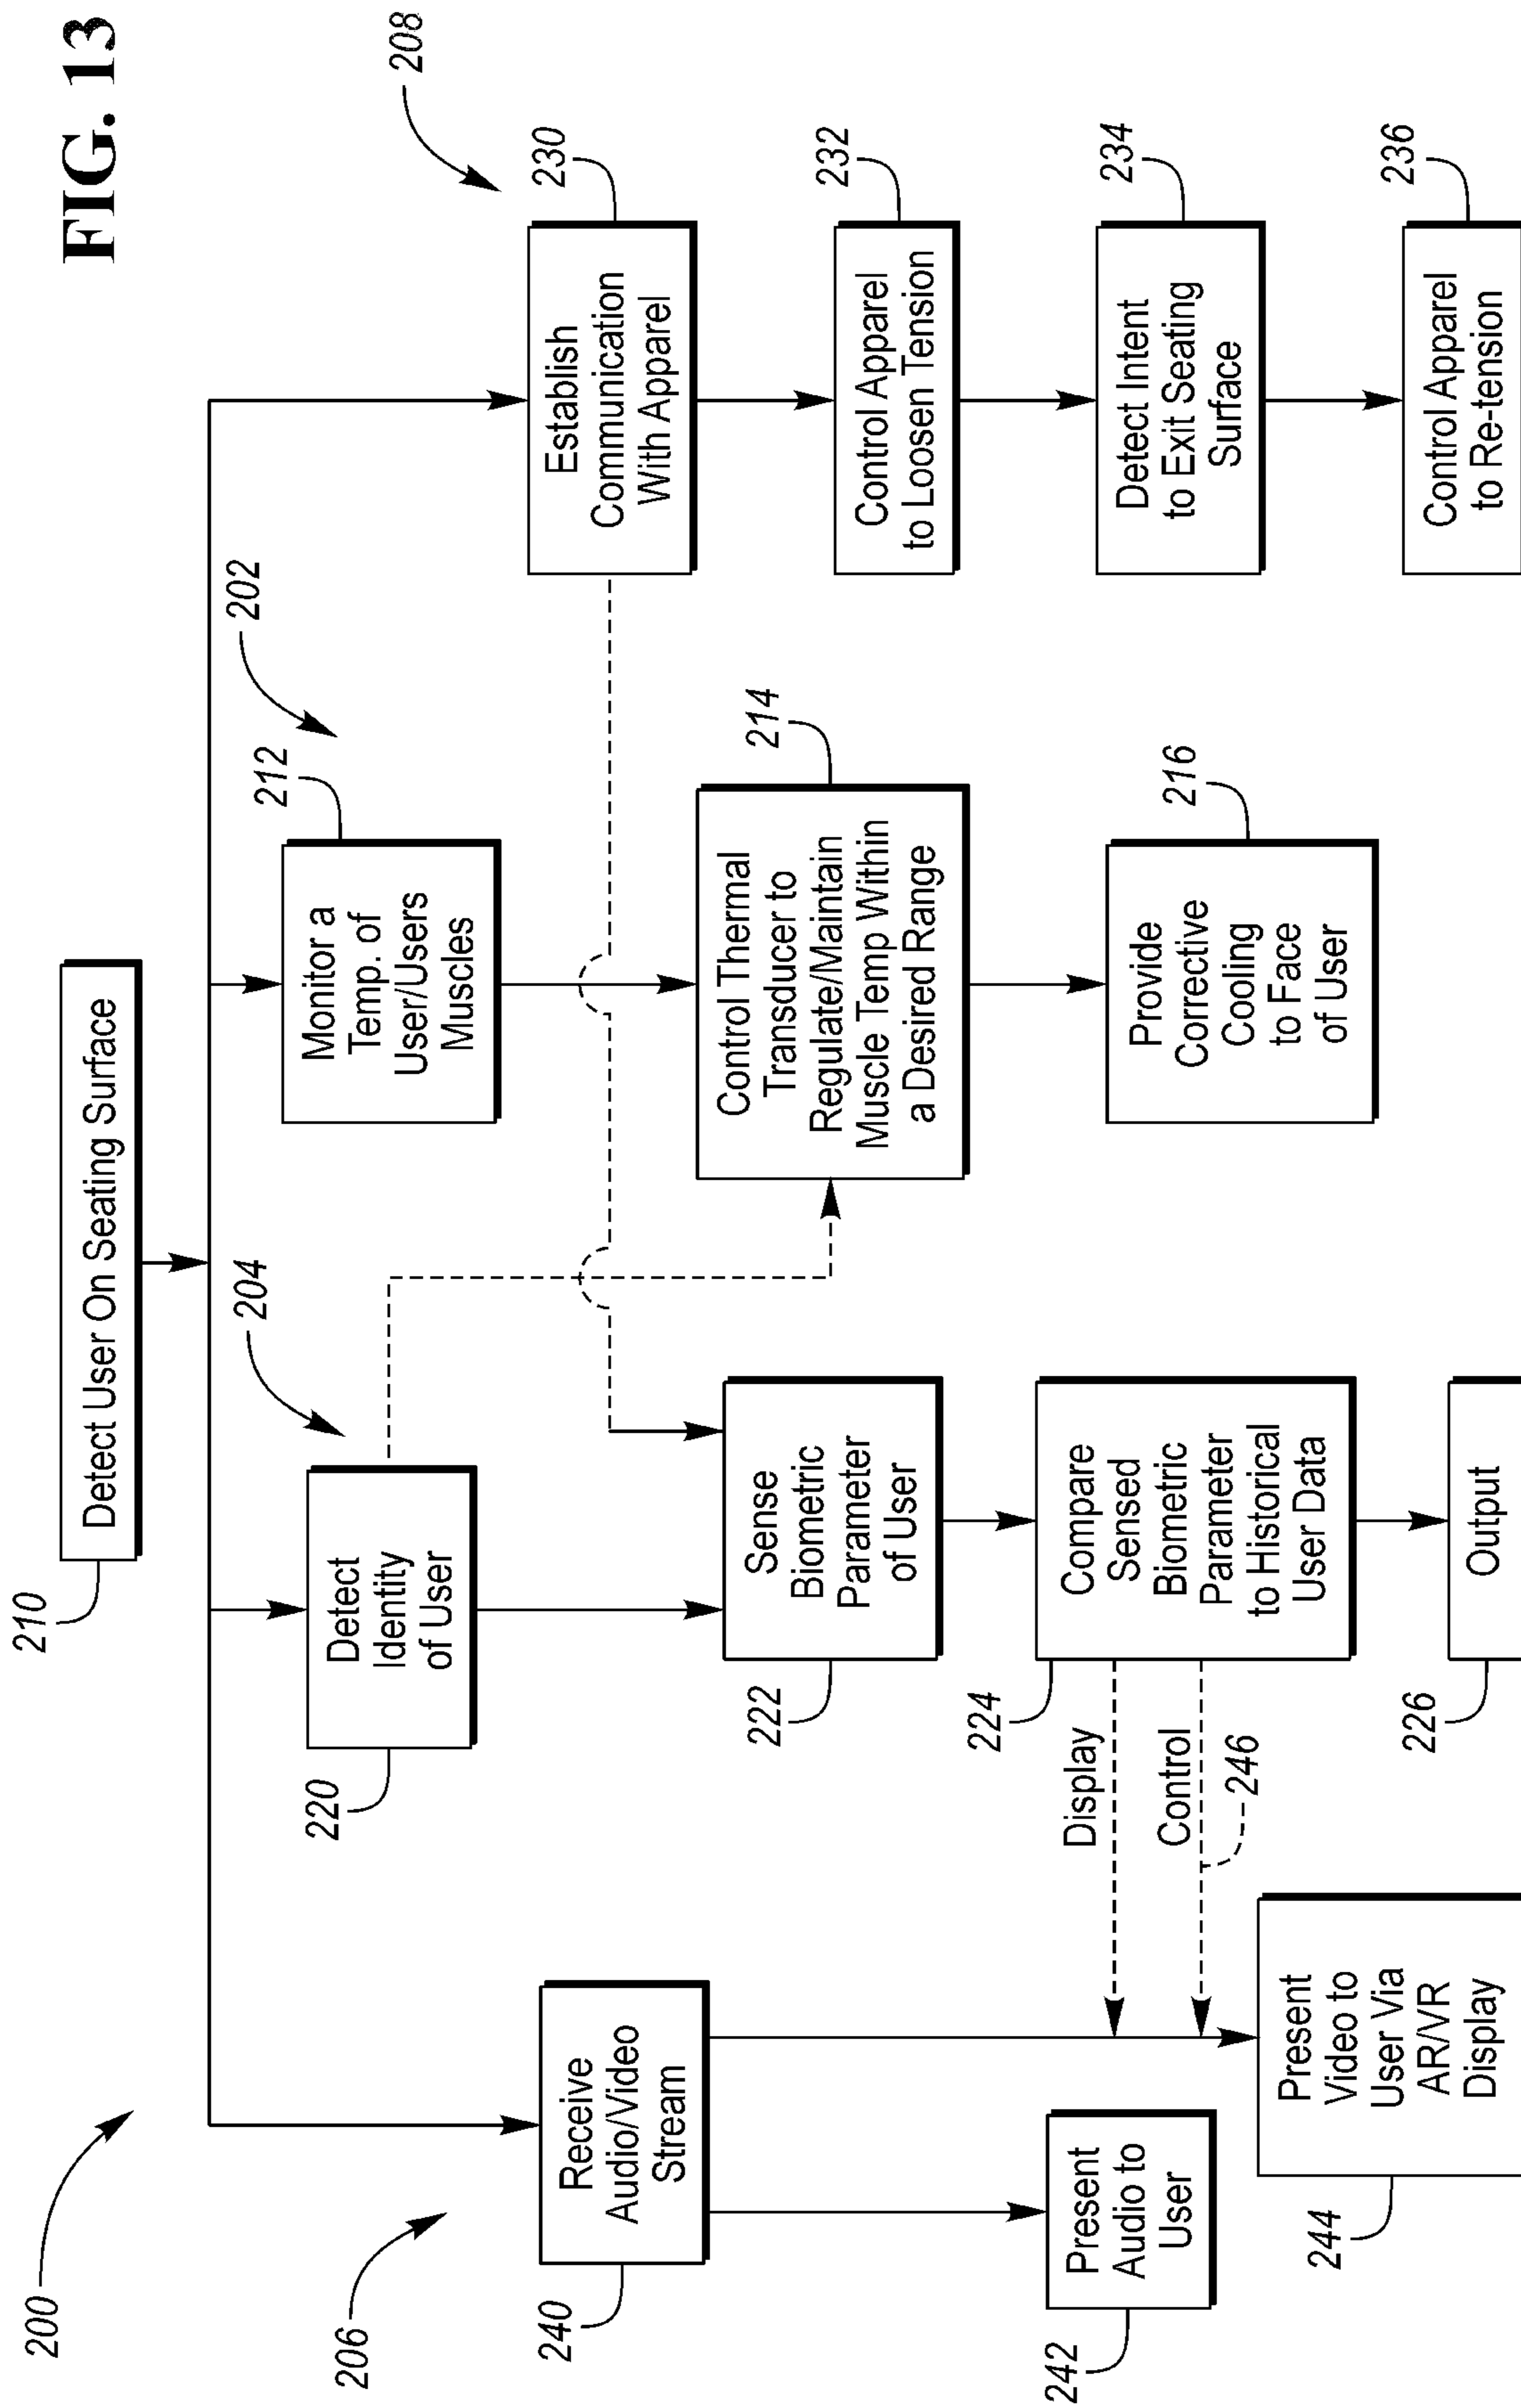 FIG. 13
200
210
Detect User On Seating Surface
206
240
Receive
Audio/Video
Stream
242
Present
Audio to
User
244
Present
Video to
User Via
AR/VR
Display
204
220
Detect
Identity
of User
222
Sense
Biometric
Parameter
of User
224
Compare
Sensed
Biometric
Parameter
to Historical
User Data
Display
Control
246
226
Output
202
212
Monitor a
Temp. of
User/Users
Muscles
214
Control Thermal
Transducer to
Regulate/Maintain
Muscle Temp Within
a Desired Range
216
Provide
Corrective
Cooling
to Face
of User
208
230
Establish
Communication
With Apparel
232
Control Apparel
to Loosen Tension
234
Detect Intent
to Exit Seating
Surface
236
Control Apparel
to Re-tension